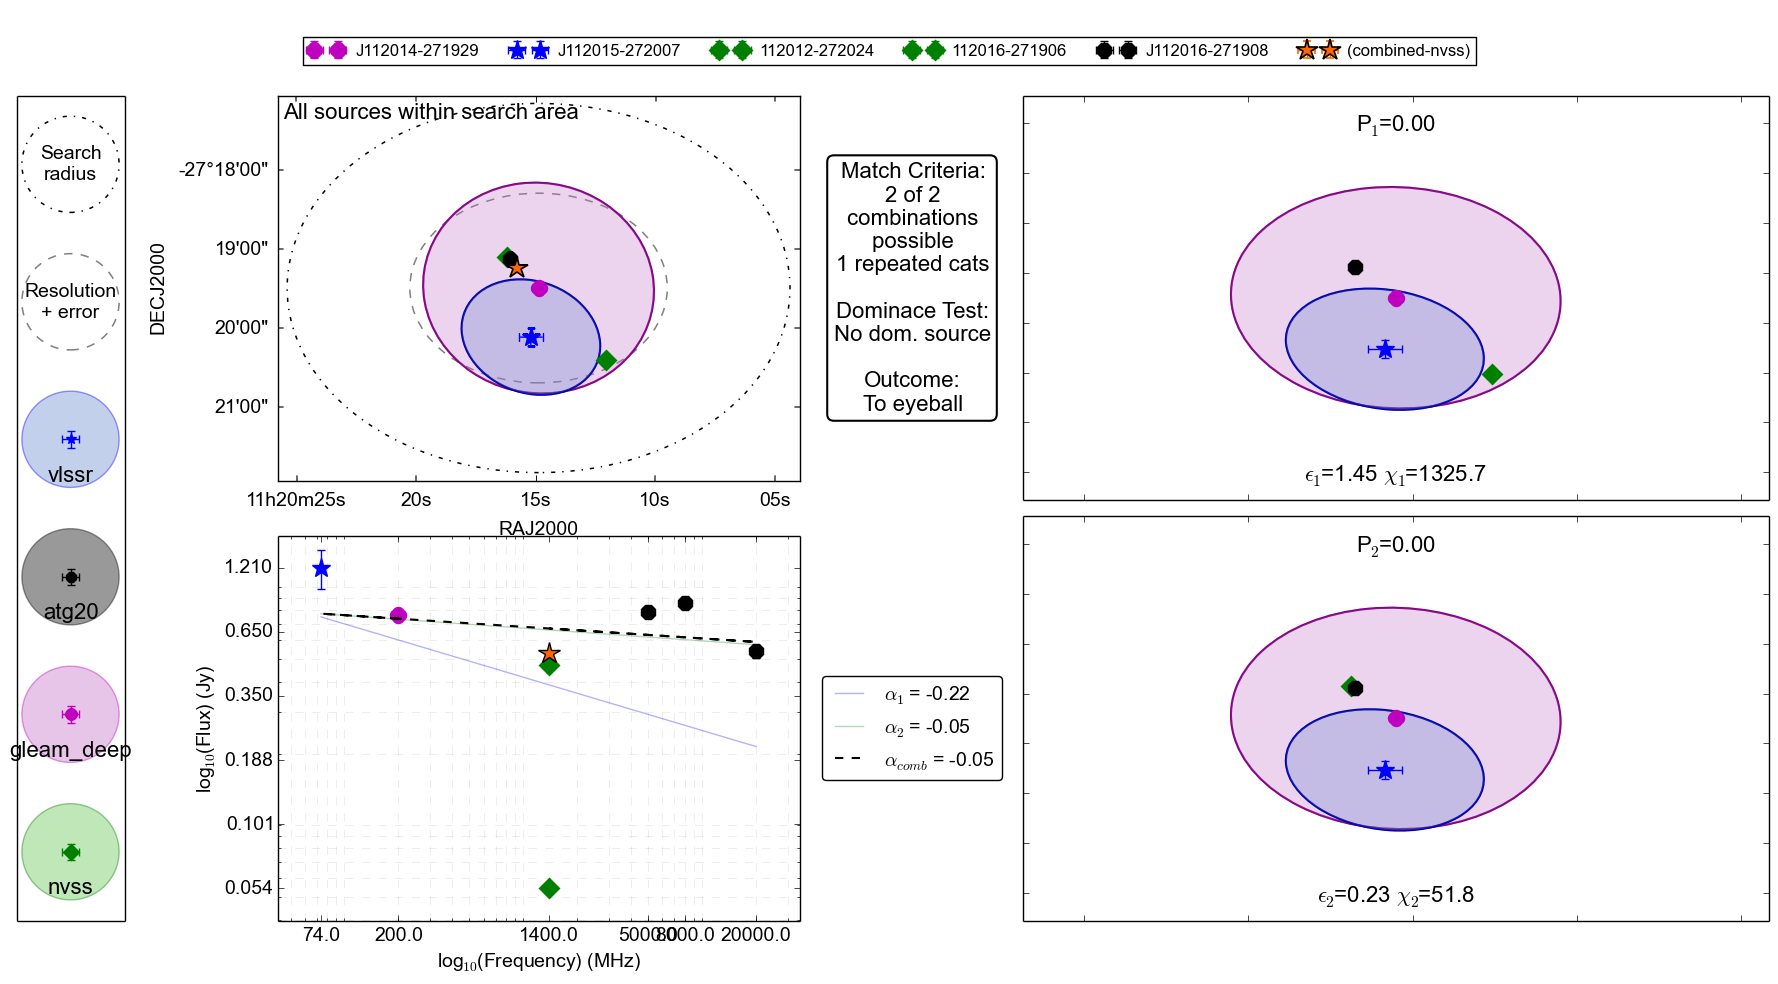 J112014-271929 J112015-272007 112012-272024 112016-271906 J112016-271908 (combined-nvss)
Search
radius
Resolution
+ error
vlssr
atg20
gleam_deep
nvss
All sources within search area
DECJ2000
-27°18'00"
19'00"
20'00"
21'00"
11h20m25s 20s 15s 10s 05s
RAJ2000
Match Criteria:
2 of 2
combinations
possible
1 repeated cats
Dominace Test:
No dom. source
Outcome:
To eyeball
P1=0.00
ϵ1=1.45 χ1=1325.7
log10(Flux) (Jy)
1.210
0.650
0.350
0.188
0.101
0.054
74.0 200.0 1400.0 5000.0 8000.0 20000.0
log10(Frequency) (MHz)
α1 = -0.22
α2 = -0.05
αcomb = -0.05
P2=0.00
ϵ2=0.23 χ2=51.8